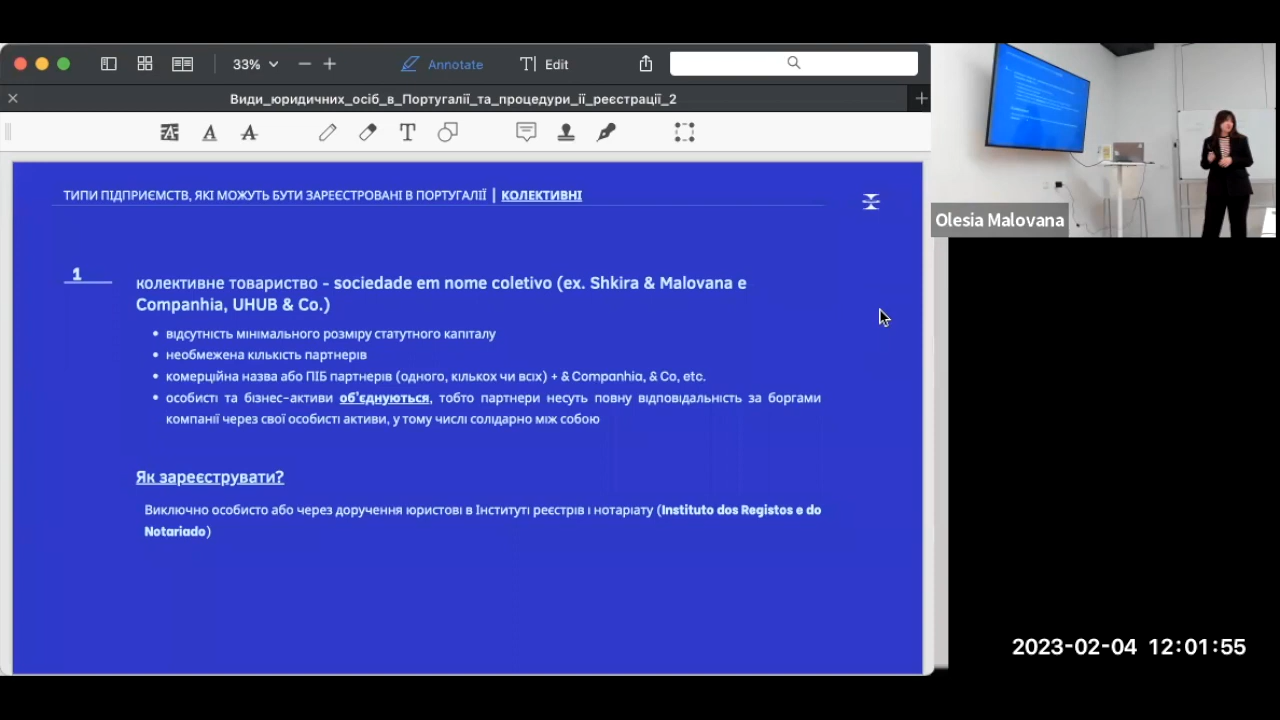 33%
Annotate
Edit
Види_юридичних_осіб_в_Португалії_та_процедури_її_реєстрації_2
ТИПИ ПІДПРИЄМСТВ, ЯКІ МОЖУТЬ БУТИ ЗАРЕЄСТРОВАНІ В ПОРТУГАЛІЇ | КОЛЕКТИВНІ
1
колективне товариство - sociedade em nome coletivo (ex. Shkira & Malovana e
Companhia, UHUB & Co.)
• відсутність мінімального розміру статутного капіталу
• необмежена кількість партнерів
• комерційна назва або ПІБ партнерів (одного, кількох чи всіх) + & Companhia, & Co, etc.
• особисті та бізнес-активи об'єднуються, тобто партнери несуть повну відповідальність за боргами
компанії через свої особисті активи, у тому числі солідарно між собою
Як зареєструвати?
Виключно особисто або через доручення юристові в Інституті реєстрів і нотаріату (Instituto dos Registos e do
Notariado)
Olesia Malovana
2023-02-04 12:01:55